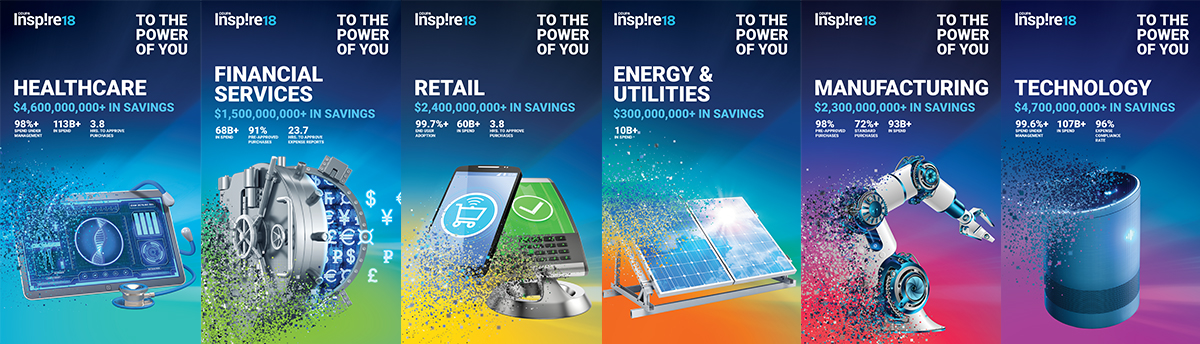 COUPA
Insp!re18
TO THE
POWER
OF YOU
HEALTHCARE
$4,600,000,000+ IN SAVINGS
98%+ 113B+ 3.8
SPEND UNDER MANAGEMENT
IN SPEND
HRS. TO APPROVE PURCHASES
COUPA
Insp!re18
TO THE
POWER
OF YOU
FINANCIAL
SERVICES
$1,500,000,000+ IN SAVINGS
68B+ 91% 23.7
IN SPEND
PRE-APPROVED PURCHASES
HRS. TO APPROVE EXPENSE REPORTS
COUPA
Insp!re18
TO THE
POWER
OF YOU
RETAIL
$2,400,000,000+ IN SAVINGS
99.7%+ 60B+ 3.8
END USER ADOPTION
IN SPEND
HRS. TO APPROVE PURCHASES
COUPA
Insp!re18
TO THE
POWER
OF YOU
ENERGY &
UTILITIES
$300,000,000+ IN SAVINGS
10B+
IN SPEND
COUPA
Insp!re18
TO THE
POWER
OF YOU
MANUFACTURING
$2,300,000,000+ IN SAVINGS
98% 72%+ 93B+
PRE-APPROVED PURCHASES
STANDARD PURCHASES
IN SPEND
COUPA
Insp!re18
TO THE
POWER
OF YOU
TECHNOLOGY
$4,700,000,000+ IN SAVINGS
99.6%+ 107B+ 96%
SPEND UNDER MANAGEMENT
IN SPEND
EXPENSE COMPLIANCE RATE